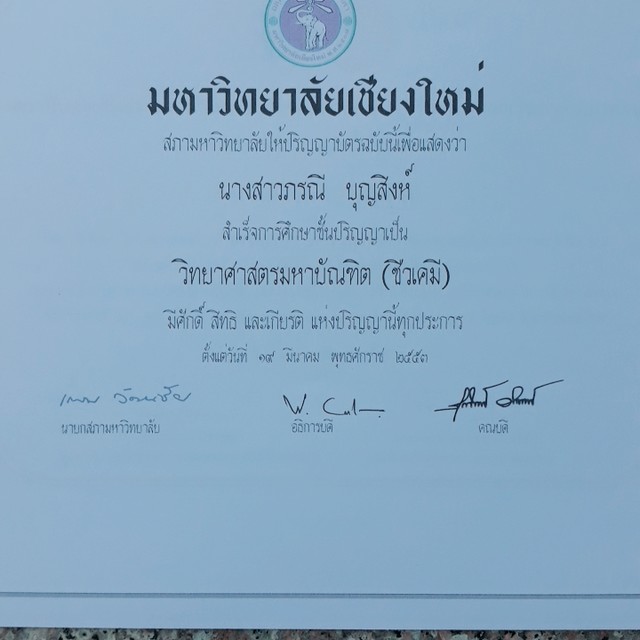 มหาวิทยาลัยเชียงใหม่
สภามหาวิทยาลัยให้ปริญญาบัตรฉบับนี้เพื่อแสดงว่า
นางสาวภรณี บุญสิงห์
สำเร็จการศึกษาขั้นปริญญาเป็น
วิทยาศาสตรมหาบัณฑิต (ชีวเคมี)
มีศักดิ์ สิทธิ และเกียรติ แห่งปริญญานี้ทุกประการ
ตั้งแต่วันที่ ๑๙ มีนาคม พุทธศักราช ๒๕๕๓
นายกสภามหาวิทยาลัย
อธิการบดี
คณบดี